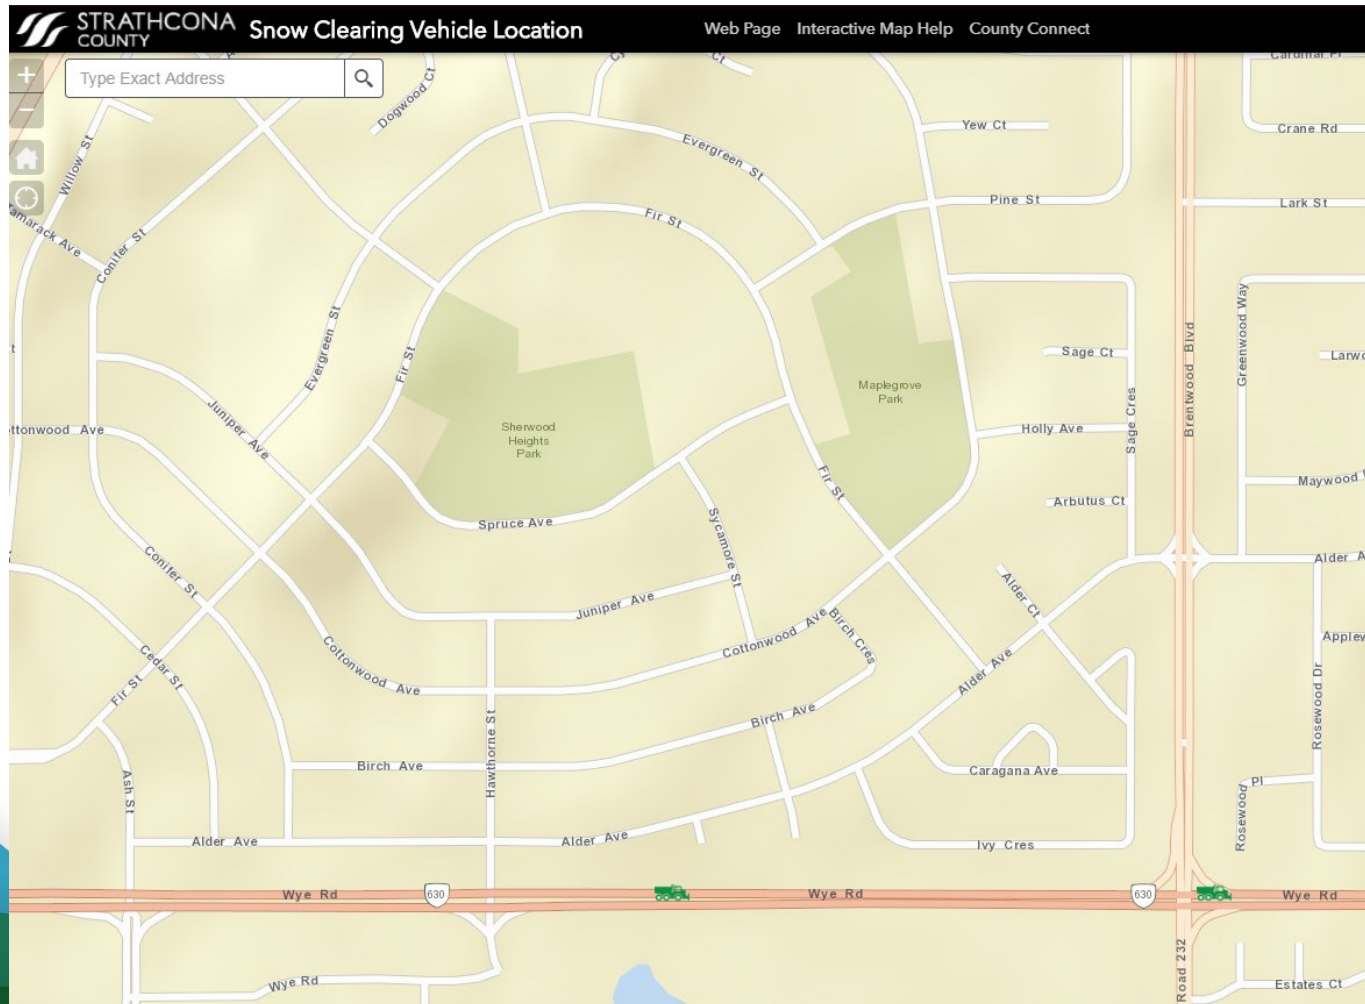 STRATHCONA
COUNTY
Snow Clearing Vehicle Location
Web Page
Interactive Map Help
County Connect
Type Exact Address
Dogwood Ct
Willow St
Tamarack Ave
Conifer St
Evergreen St
Fir St
Yew Ct
Pine St
Crane Rd
Lark St
Evergreen St
Fir St
Juniper Ave
Sherwood
Heights
Park
Maplegrove
Park
Sage Ct
Sage Cres
Brentwood Blvd
Greenwood Way
Holly Ave
Arbutus Ct
Maywood
Spruce Ave
Sycamore St
Fir St
Conifer St
Juniper Ave
Cottonwood Ave
Birch Cres
Alder Ct
Alder Ave
Cottonwood Ave
Cedar St
Fir St
Birch Ave
Birch Ave
Hawthorne St
Ash St
Alder Ave
Alder Ave
Caragana Ave
Ivy Cres
Rosewood Dr
Rosewood Pl
Wye Rd
630
Wye Rd
630
Wye Rd
Wye Rd
Road 232
Estates Ct